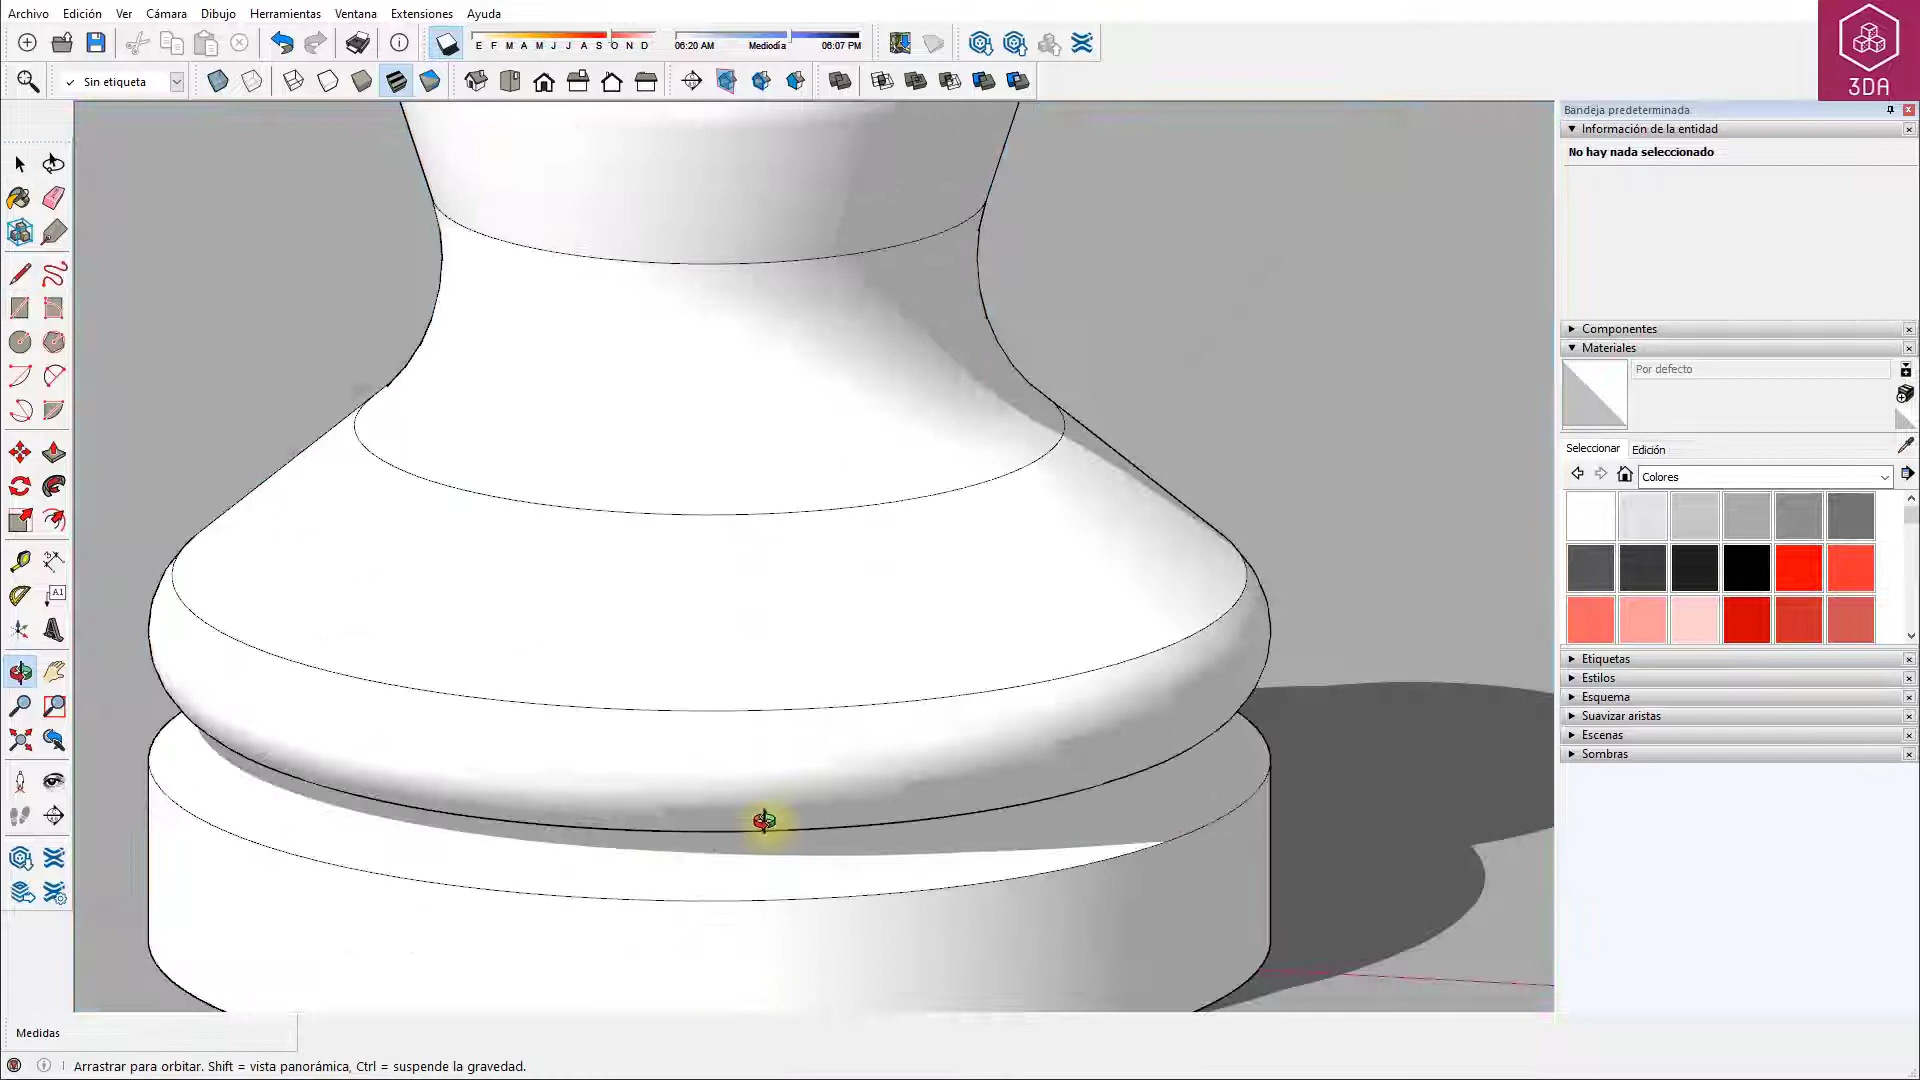 Archivo Edición Ver Cámara Dibujo Herramientas Ventana Extensiones Ayuda
3DA
E F M A M J J A S O N D 06:20 AM Mediodía 06:07 PM
Sin etiqueta
Bandeja predeterminada
Información de la entidad
No hay nada seleccionado
Componentes
Materiales
Por defecto
Seleccionar Edición
Colores
A1
Etiquetas
Estilos
Esquema
Suavizar aristas
Escenas
Sombras
Medidas
Arrastrar para orbitar. Shift = vista panorámica, Ctrl = suspende la gravedad.